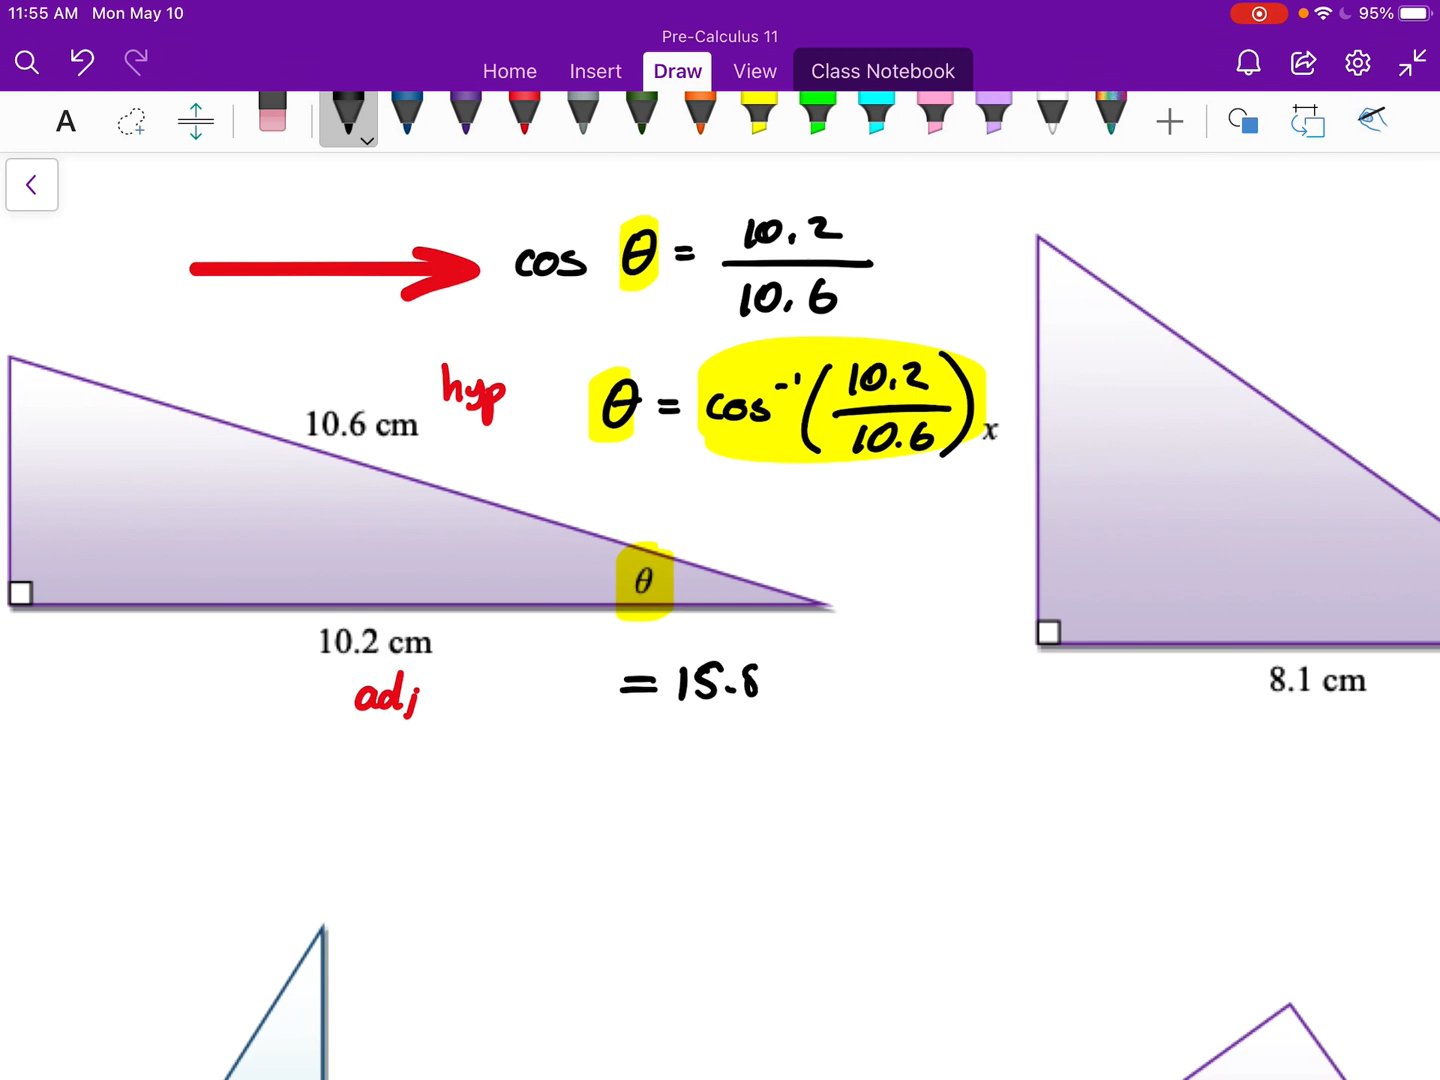 11:55 AM Mon May 10
95%
Pre-Calculus 11
Home Insert Draw View Class Notebook
A
cos θ = 10.2 / 10.6
hyp
θ = cos⁻¹(10.2 / 10.6)
10.6 cm
x
θ
10.2 cm
adj
= 15.8
8.1 cm